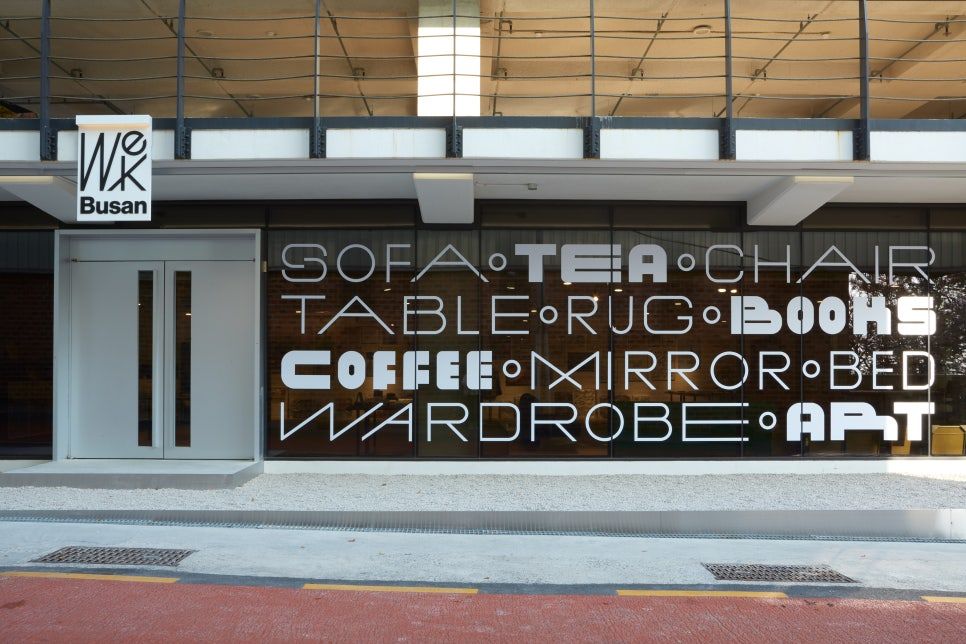 WeK
Busan
SOFA◦TEA◦CHAIR
TABLE◦RUG◦BOOKS
COFFEE◦MIRROR◦BED
WARDROBE◦ART